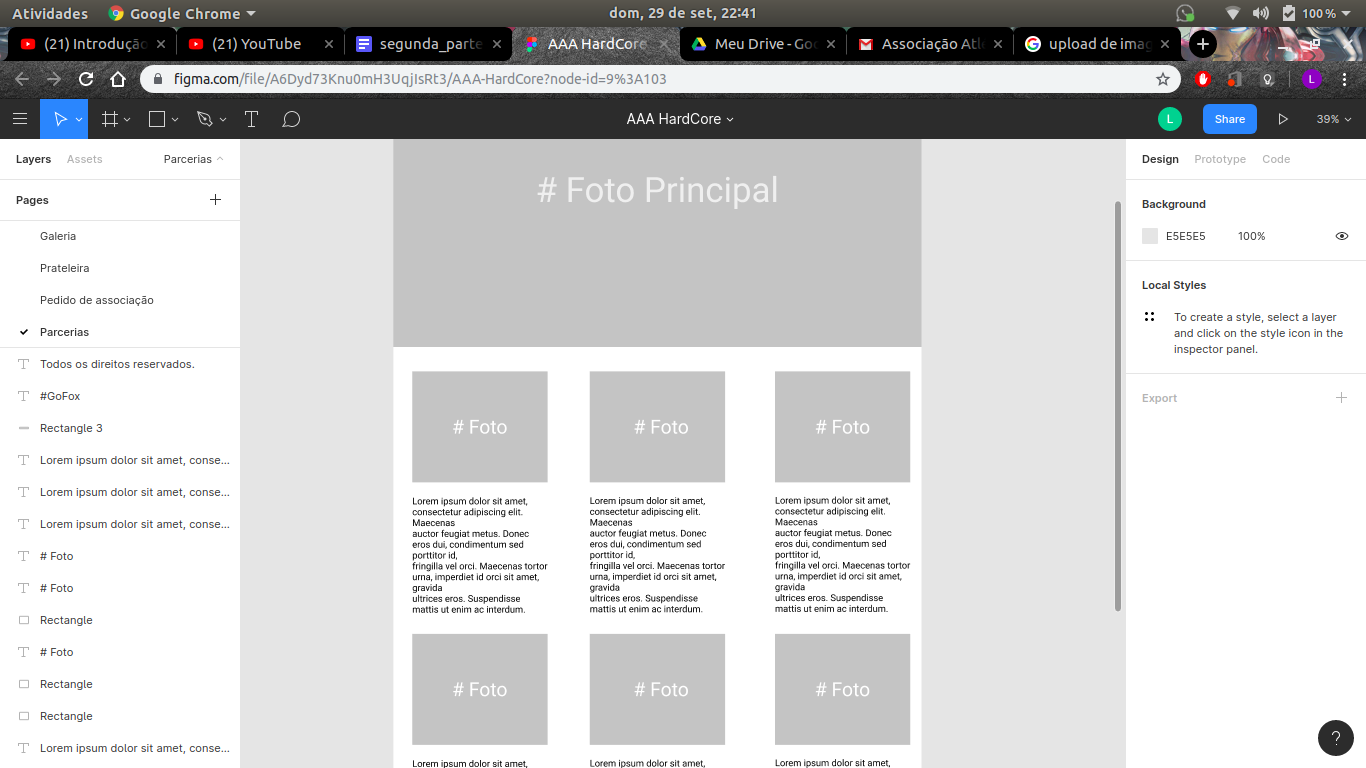 Atividades
Google Chrome
dom, 29 de set, 22:41
100 %
(21) Introdução
(21) YouTube
segunda_parte
AAA HardCore
Meu Drive - Goo
Associação Atle
upload de imag
figma.com/file/A6Dyd73Knu0mH3UqjIsRt3/AAA-HardCore?node-id=9%3A103
L
AAA HardCore
L
Share
39%
Layers
Assets
Parcerias
Pages
Galeria
Prateleira
Pedido de associação
Parcerias
Todos os direitos reservados.
#GoFox
Rectangle 3
Lorem ipsum dolor sit amet, conse...
Lorem ipsum dolor sit amet, conse...
Lorem ipsum dolor sit amet, conse...
# Foto
# Foto
Rectangle
# Foto
Rectangle
Rectangle
Lorem ipsum dolor sit amet, conse...
# Foto Principal
# Foto
# Foto
# Foto
Lorem ipsum dolor sit amet,
consectetur adipiscing elit.
Maecenas
auctor feugiat metus. Donec
eros dui, condimentum sed
porttitor id,
fringilla vel orci. Maecenas tortor
urna, imperdiet id orci sit amet,
gravida
ultrices eros. Suspendisse
mattis ut enim ac interdum.
Lorem ipsum dolor sit amet,
consectetur adipiscing elit.
Maecenas
auctor feugiat metus. Donec
eros dui, condimentum sed
porttitor id,
fringilla vel orci. Maecenas tortor
urna, imperdiet id orci sit amet,
gravida
ultrices eros. Suspendisse
mattis ut enim ac interdum.
Lorem ipsum dolor sit amet,
consectetur adipiscing elit.
Maecenas
auctor feugiat metus. Donec
eros dui, condimentum sed
porttitor id,
fringilla vel orci. Maecenas tortor
urna, imperdiet id orci sit amet,
gravida
ultrices eros. Suspendisse
mattis ut enim ac interdum.
# Foto
# Foto
# Foto
Lorem ipsum dolor sit amet,
Lorem ipsum dolor sit amet,
Lorem ipsum dolor sit amet,
Design
Prototype
Code
Background
E5E5E5
100%
Local Styles
To create a style, select a layer
and click on the style icon in the
inspector panel.
Export
?